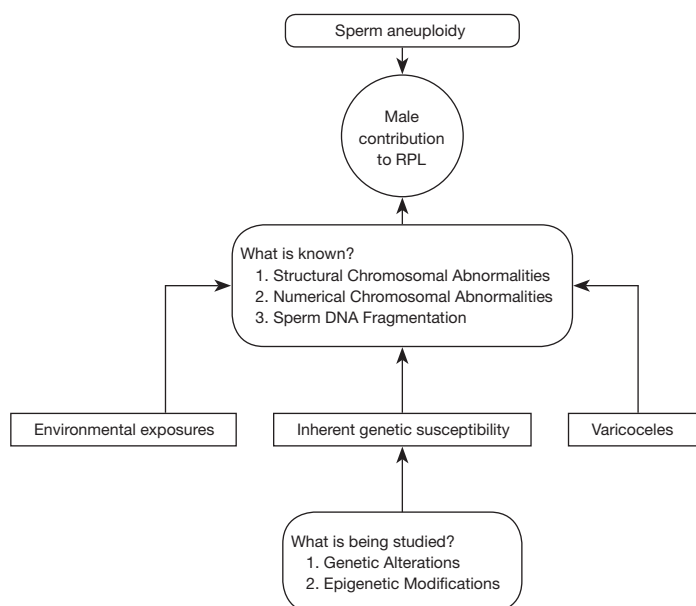 Sperm aneuploidy
Male
contribution
to RPL
What is known?
1. Structural Chromosomal Abnormalities
2. Numerical Chromosomal Abnormalities
3. Sperm DNA Fragmentation
Environmental exposures
Inherent genetic susceptibility
Varicoceles
What is being studied?
1. Genetic Alterations
2. Epigenetic Modifications